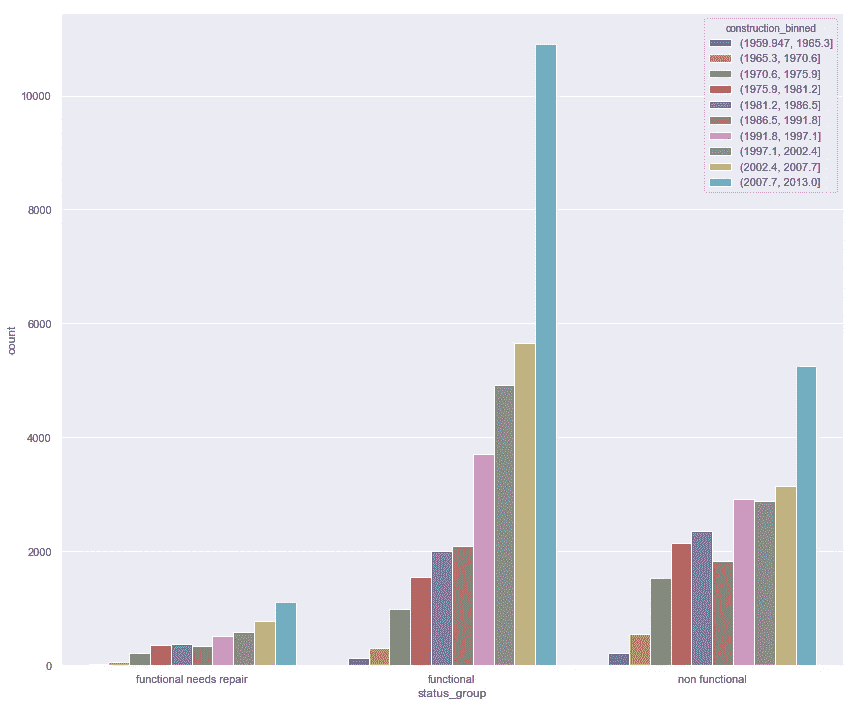 construction_binned
(1959.947, 1965.3]
(1965.3, 1970.6]
(1970.6, 1975.9]
(1975.9, 1981.2]
(1981.2, 1986.5]
(1986.5, 1991.8]
(1991.8, 1997.1]
(1997.1, 2002.4]
(2002.4, 2007.7]
(2007.7, 2013.0]
10000
8000
6000
4000
2000
0
count
functional needs repair
functional
non functional
status_group